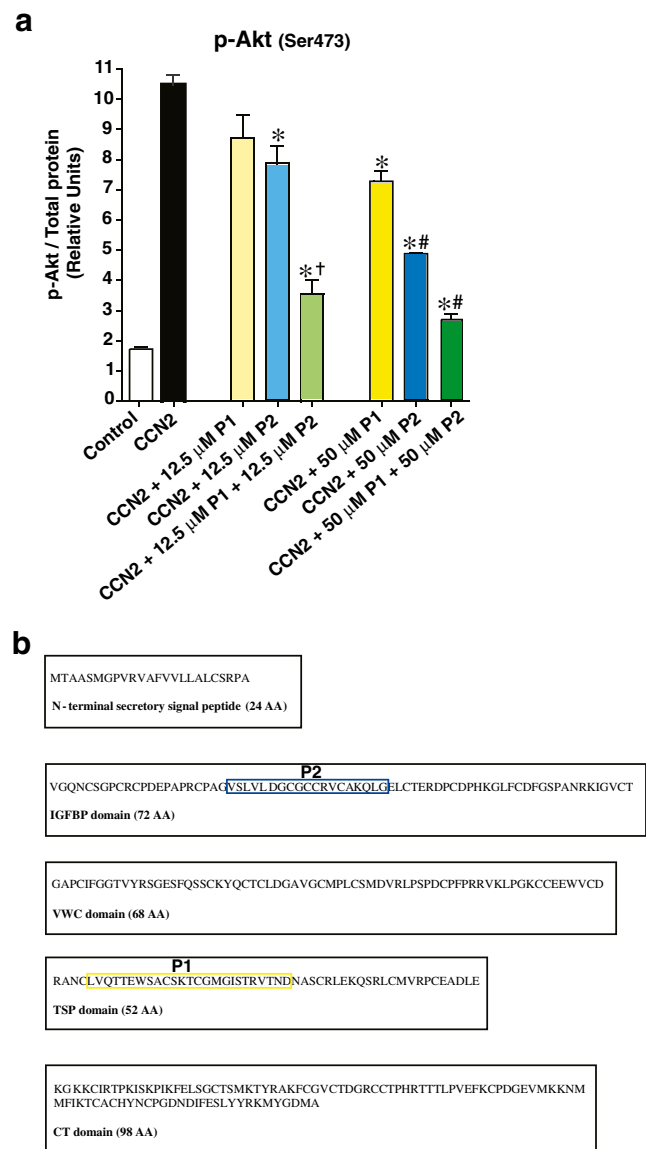 a
p-Akt (Ser473)
p-Akt / Total protein
(Relative Units)
11
10
9
8
7
6
5
4
3
2
1
0
*
*†
*
*#
*#
Control
CCN2
CCN2 + 12.5 μM P1
CCN2 + 12.5 μM P2
CCN2 + 12.5 μM P1 + 12.5 μM P2
CCN2 + 50 μM P1
CCN2 + 50 μM P2
CCN2 + 50 μM P1 + 50 μM P2
b
MTAASMGPVRVAFVVLLALCSRPA
N-terminal secretory signal peptide (24 AA)
P2
VGQNCSGPCRCPDEPAPRCPAGVSLVLDGCGCCRVCAKQLGELCTERDPCDPHKGLFCDFGSPANRKIGVCT
IGFBP domain (72 AA)
GAPCIFGGTVYRSGESFQSSCKYQCTCLDGAVGCMPLCSMDVRLPSPDCPFPRRVKLPGKCCEEWVCD
VWC domain (68 AA)
P1
RANCLVQTTEWSACSKTCGMGISTRVTNDNASCRLEKQSRLCMVRPCEADLE
TSP domain (52 AA)
KGKKCIRTPKISKPIKFELSGCTSMKTYRAKFCGVCTDGRCCTPHRTTTLPVEFKCPDGEVMKKNM
MFIKTCACHYNCPGDNDIFESLYYRKMYGDMA
CT domain (98 AA)